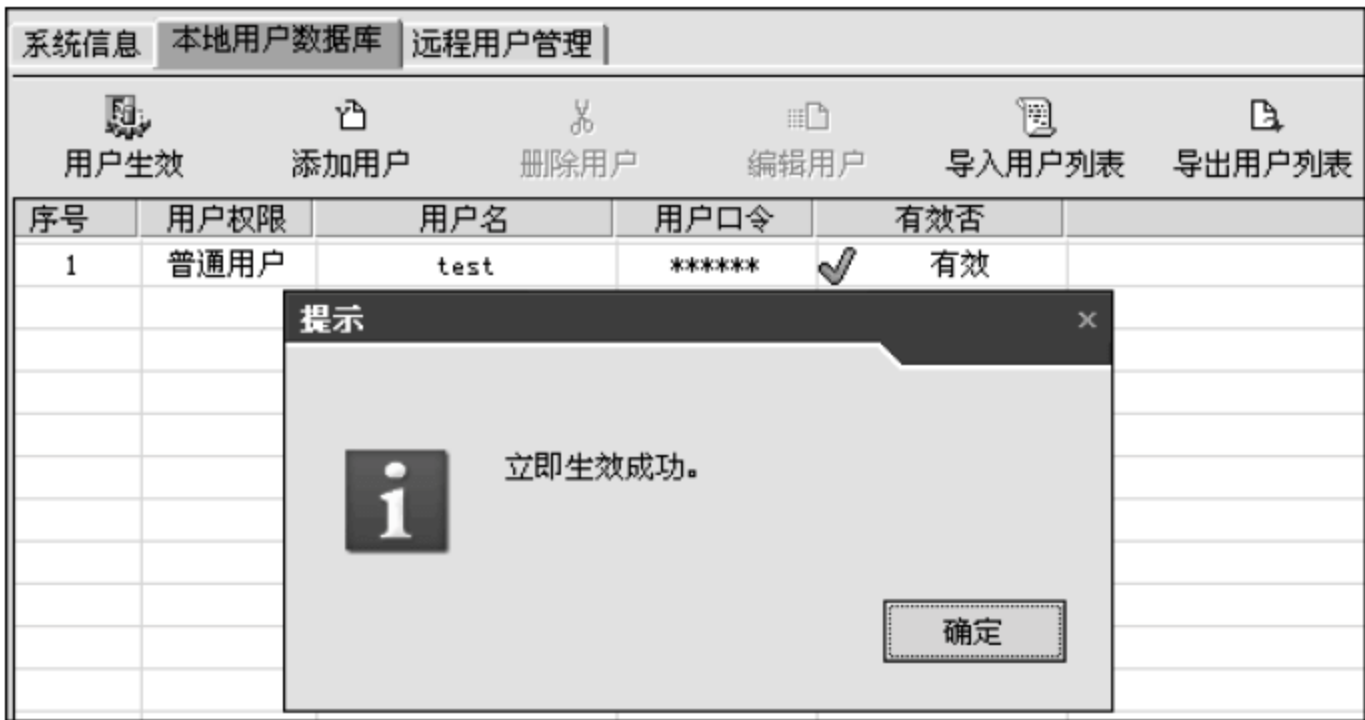 系统信息 本地用户数据库 远程用户管理
用户生效 添加用户 删除用户 编辑用户 导入用户列表 导出用户列表
序号 用户权限 用户名 用户口令 有效否
1 普通用户 test ****** 有效
提示
立即生效成功。
确定